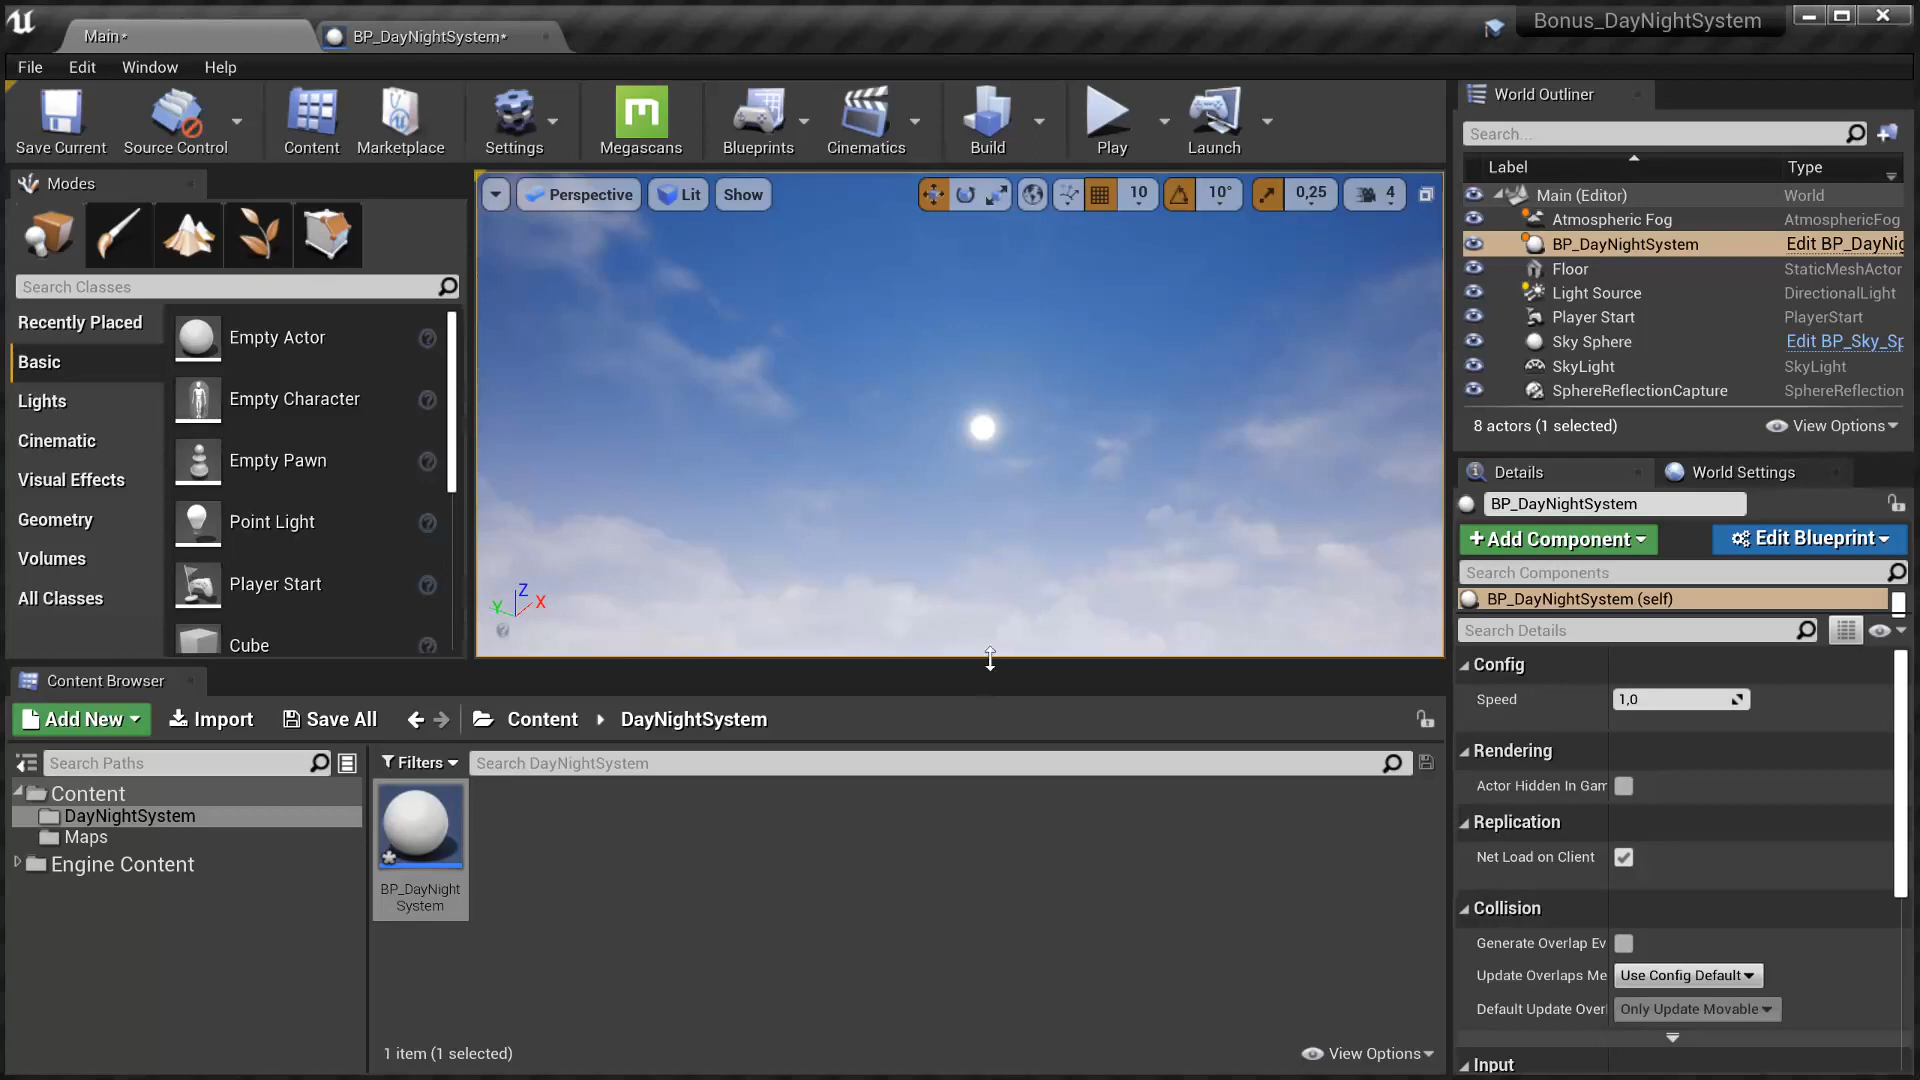 Main*
BP_DayNightSystem*
Bonus_DayNightSystem
File Edit Window Help
Save Current
Source Control
Content
Marketplace
Settings
Megascans
Blueprints
Cinematics
Build
Play
Launch
Modes
Search Classes
Recently Placed
Basic
Lights
Cinematic
Visual Effects
Geometry
Volumes
All Classes
Empty Actor
Empty Character
Empty Pawn
Point Light
Player Start
Cube
Perspective
Lit
Show
10
10°
0,25
4
Z
Y
X
World Outliner
Search...
Label Type
Main (Editor) World
Atmospheric Fog AtmosphericFog
BP_DayNightSystem Edit BP_DayNig
Floor StaticMeshActor
Light Source DirectionalLight
Player Start PlayerStart
Sky Sphere Edit BP_Sky_Sp
SkyLight SkyLight
SphereReflectionCapture SphereReflection
8 actors (1 selected)
View Options
Details
World Settings
BP_DayNightSystem
+Add Component
Edit Blueprint
Search Components
BP_DayNightSystem (self)
Search Details
Config
Speed 1,0
Rendering
Actor Hidden In Gam
Replication
Net Load on Client
Collision
Generate Overlap Ev
Update Overlaps Me Use Config Default
Default Update Over Only Update Movable
Input
Content Browser
Add New
Import
Save All
Content
DayNightSystem
Search Paths
Filters
Search DayNightSystem
Content
DayNightSystem
Maps
Engine Content
BP_DayNight
System
1 item (1 selected)
View Options